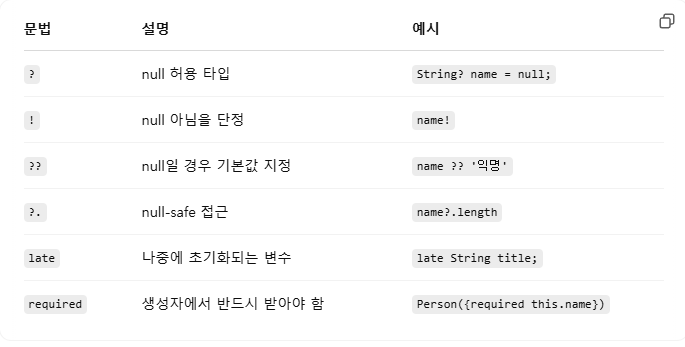 문법 설명 예시
? null 허용 타입 String? name = null;
! null 아님을 단정 name!
?? null일 경우 기본값 지정 name ?? '익명'
?. null-safe 접근 name?.length
late 나중에 초기화되는 변수 late String title;
required 생성자에서 반드시 받아야 함 Person({required this.name})